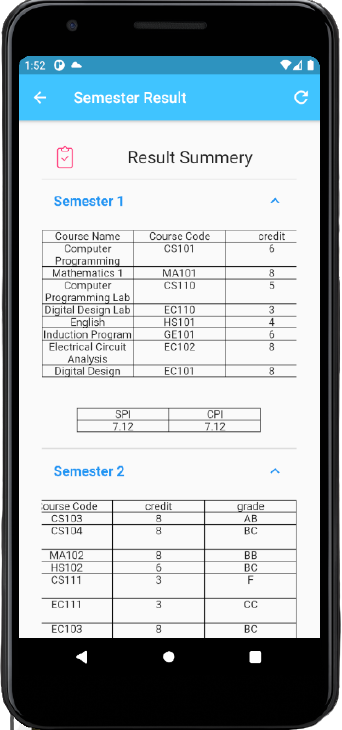 1:52
Semester Result
Result Summery
Semester 1
Course Name Course Code credit
Computer Programming CS101 6
Mathematics 1 MA101 8
Computer Programming Lab CS110 5
Digital Design Lab EC110 3
English HS101 4
Induction Program GE101 6
Electrical Circuit Analysis EC102 8
Digital Design EC101 8
SPI CPI
7.12 7.12
Semester 2
ourse Code credit grade
CS103 8 AB
CS104 8 BC
MA102 8 BB
HS102 6 BC
CS111 3 F
EC111 3 CC
EC103 8 BC